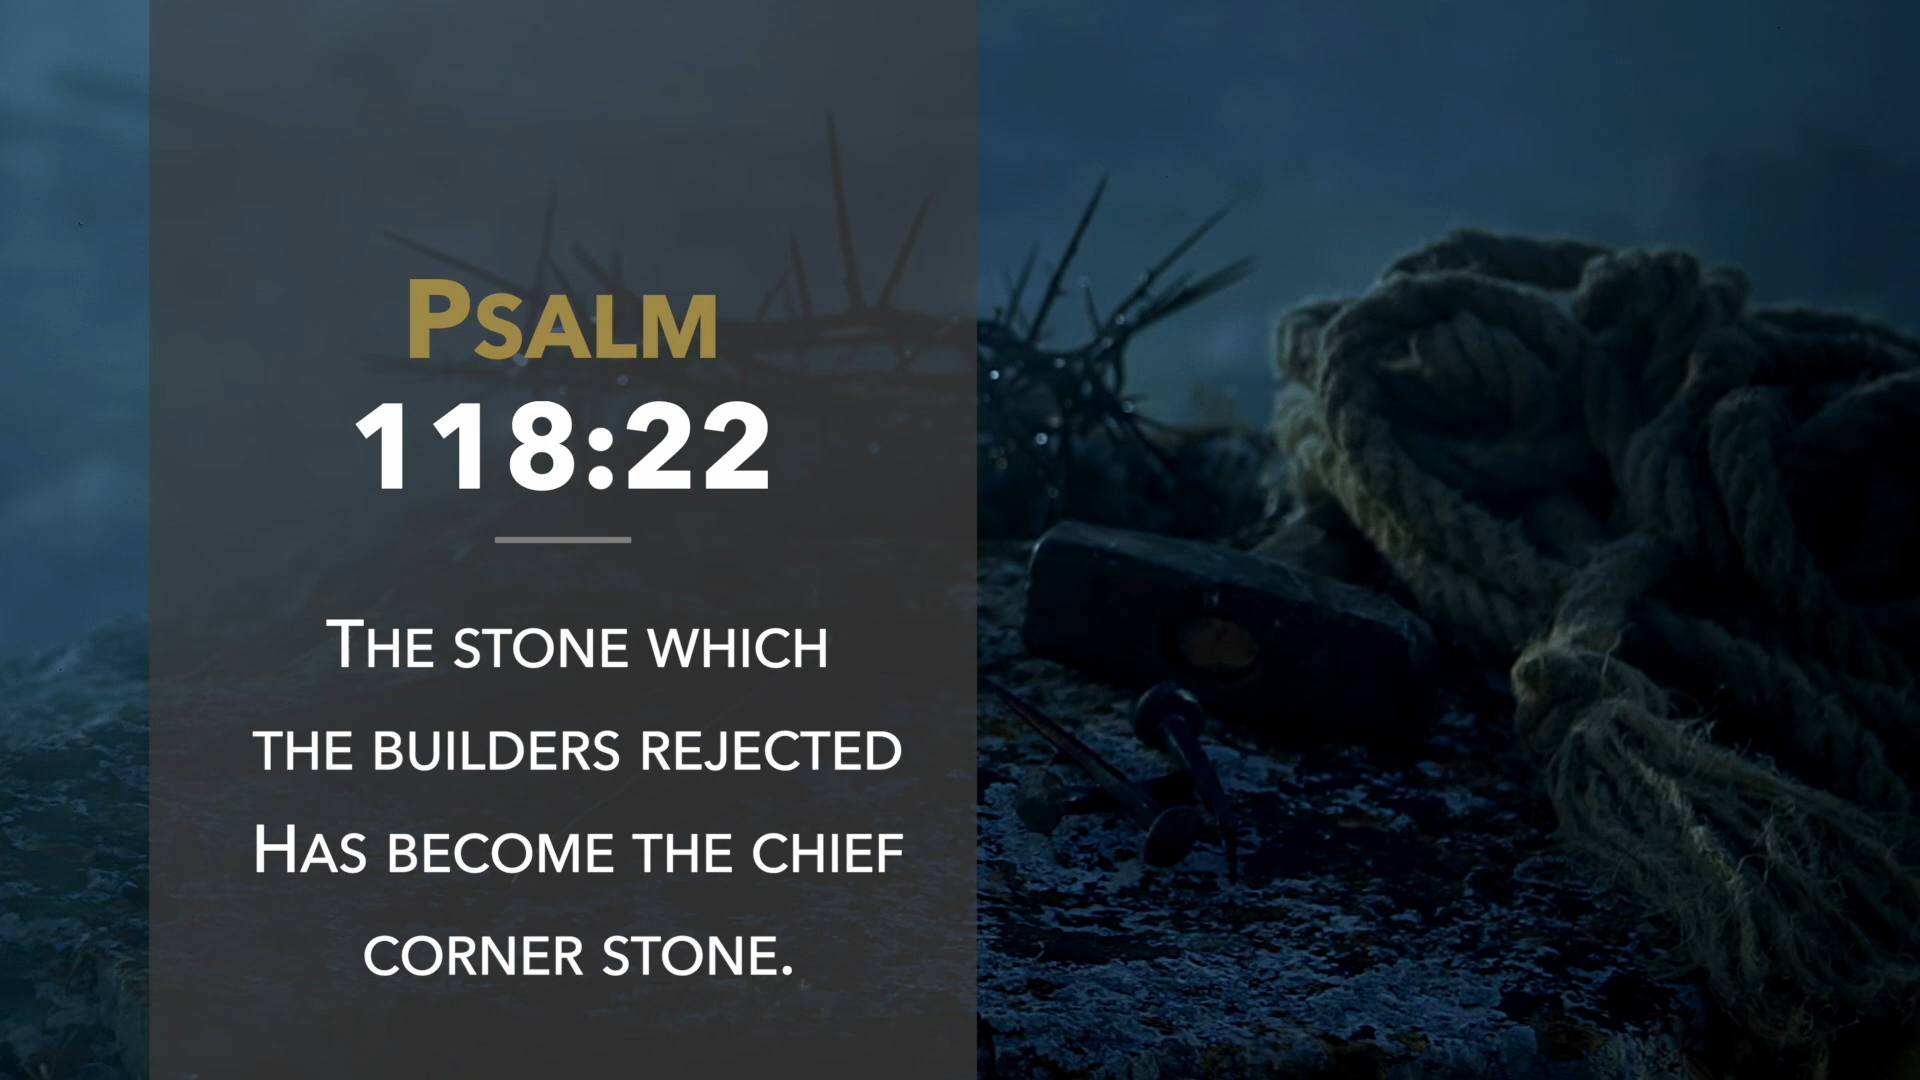 Psalm
118:22
The stone which
the builders rejected
Has become the chief
corner stone.